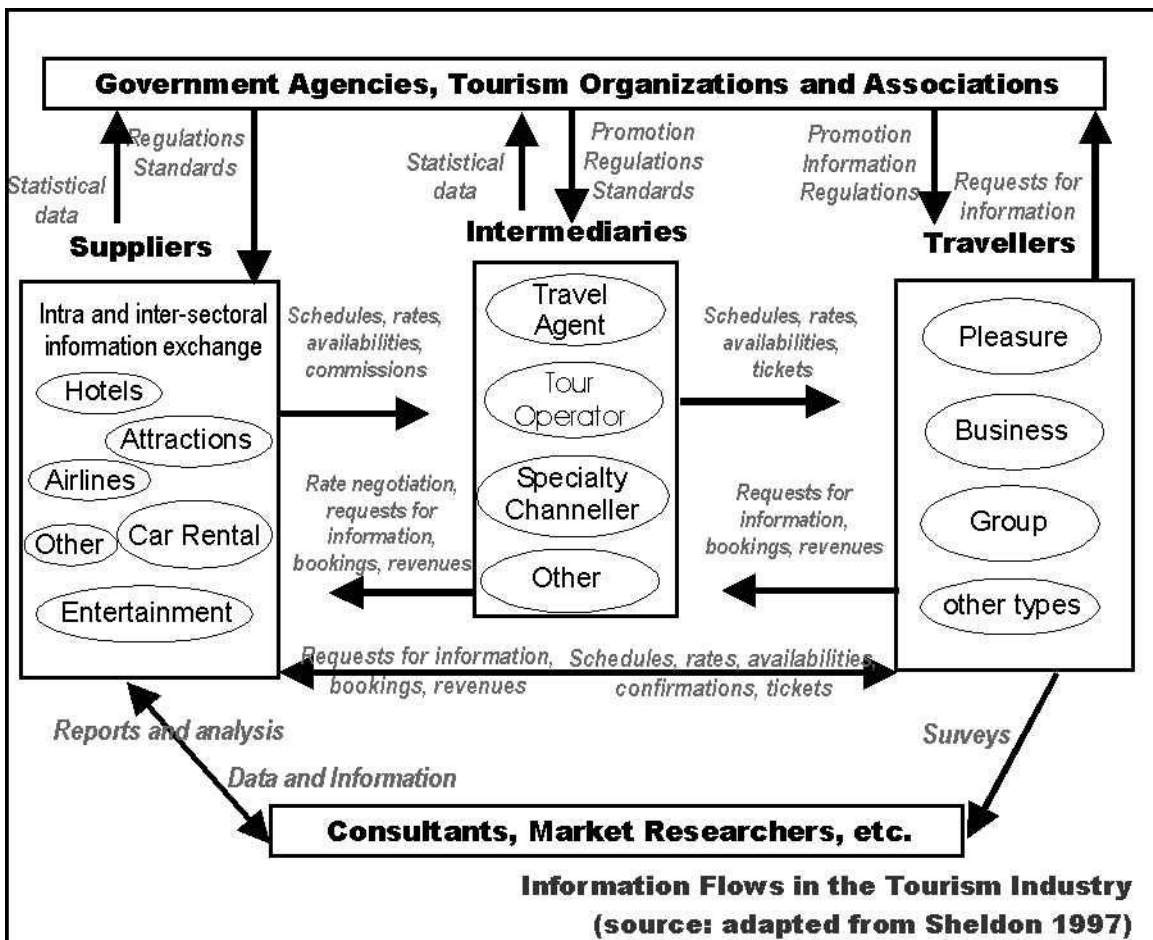 Government Agencies, Tourism Organizations and Associations
Regulations
Standards
Statistical
data
Statistical
data
Promotion
Regulations
Standards
Promotion
Information
Regulations
Requests for
information
Suppliers
Intermediaries
Travellers
Intra and inter-sectoral
information exchange
Hotels
Attractions
Airlines
Other
Car Rental
Entertainment
Schedules, rates,
availabilities,
commissions
Rate negotiation,
requests for
information,
bookings, revenues
Travel
Agent
Tour
Operator
Specialty
Channeller
Other
Schedules, rates,
availabilities,
tickets
Requests for
information,
bookings, revenues
Pleasure
Business
Group
other types
Requests for information,
bookings, revenues
Schedules, rates, availabilities,
confirmations, tickets
Reports and analysis
Data and Information
Surveys
Consultants, Market Researchers, etc.
Information Flows in the Tourism Industry
(source: adapted from Sheldon 1997)